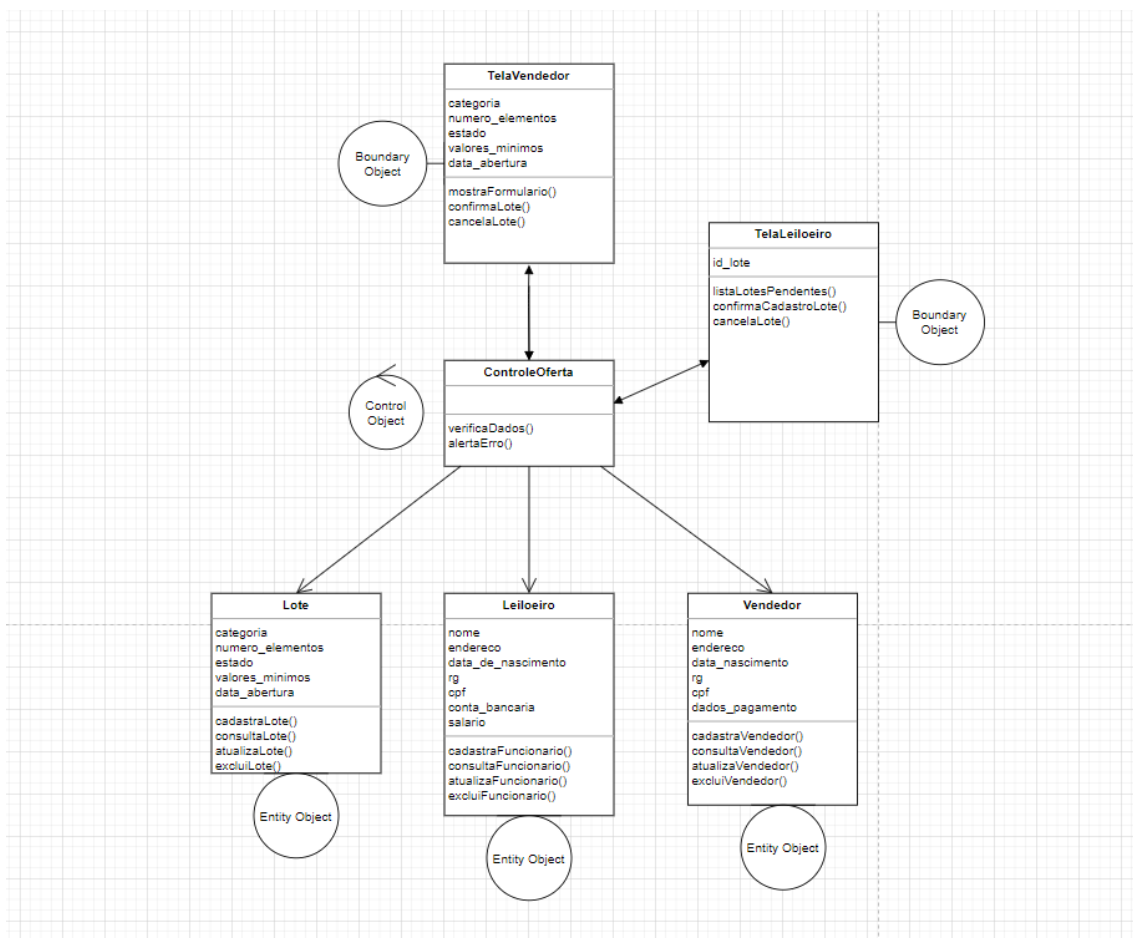 TelaVendedor
categoria
numero_elementos
estado
valores_minimos
data_abertura
mostraFormulario()
confirmaLote()
cancelaLote()
Boundary
Object
TelaLeiloeiro
id_lote
listaLotesPendentes()
confirmaCadastroLote()
cancelaLote()
Boundary
Object
ControleOferta
verificaDados()
alertaErro()
Control
Object
Lote
categoria
numero_elementos
estado
valores_minimos
data_abertura
cadastraLote()
consultaLote()
atualizaLote()
excluiLote()
Entity Object
Leiloeiro
nome
endereco
data_de_nascimento
rg
cpf
conta_bancaria
salario
cadastraFuncionario()
consultaFuncionario()
atualizaFuncionario()
excluiFuncionario()
Entity Object
Vendedor
nome
endereco
data_nascimento
rg
cpf
dados_pagamento
cadastraVendedor()
consultaVendedor()
atualizaVendedor()
excluiVendedor()
Entity Object